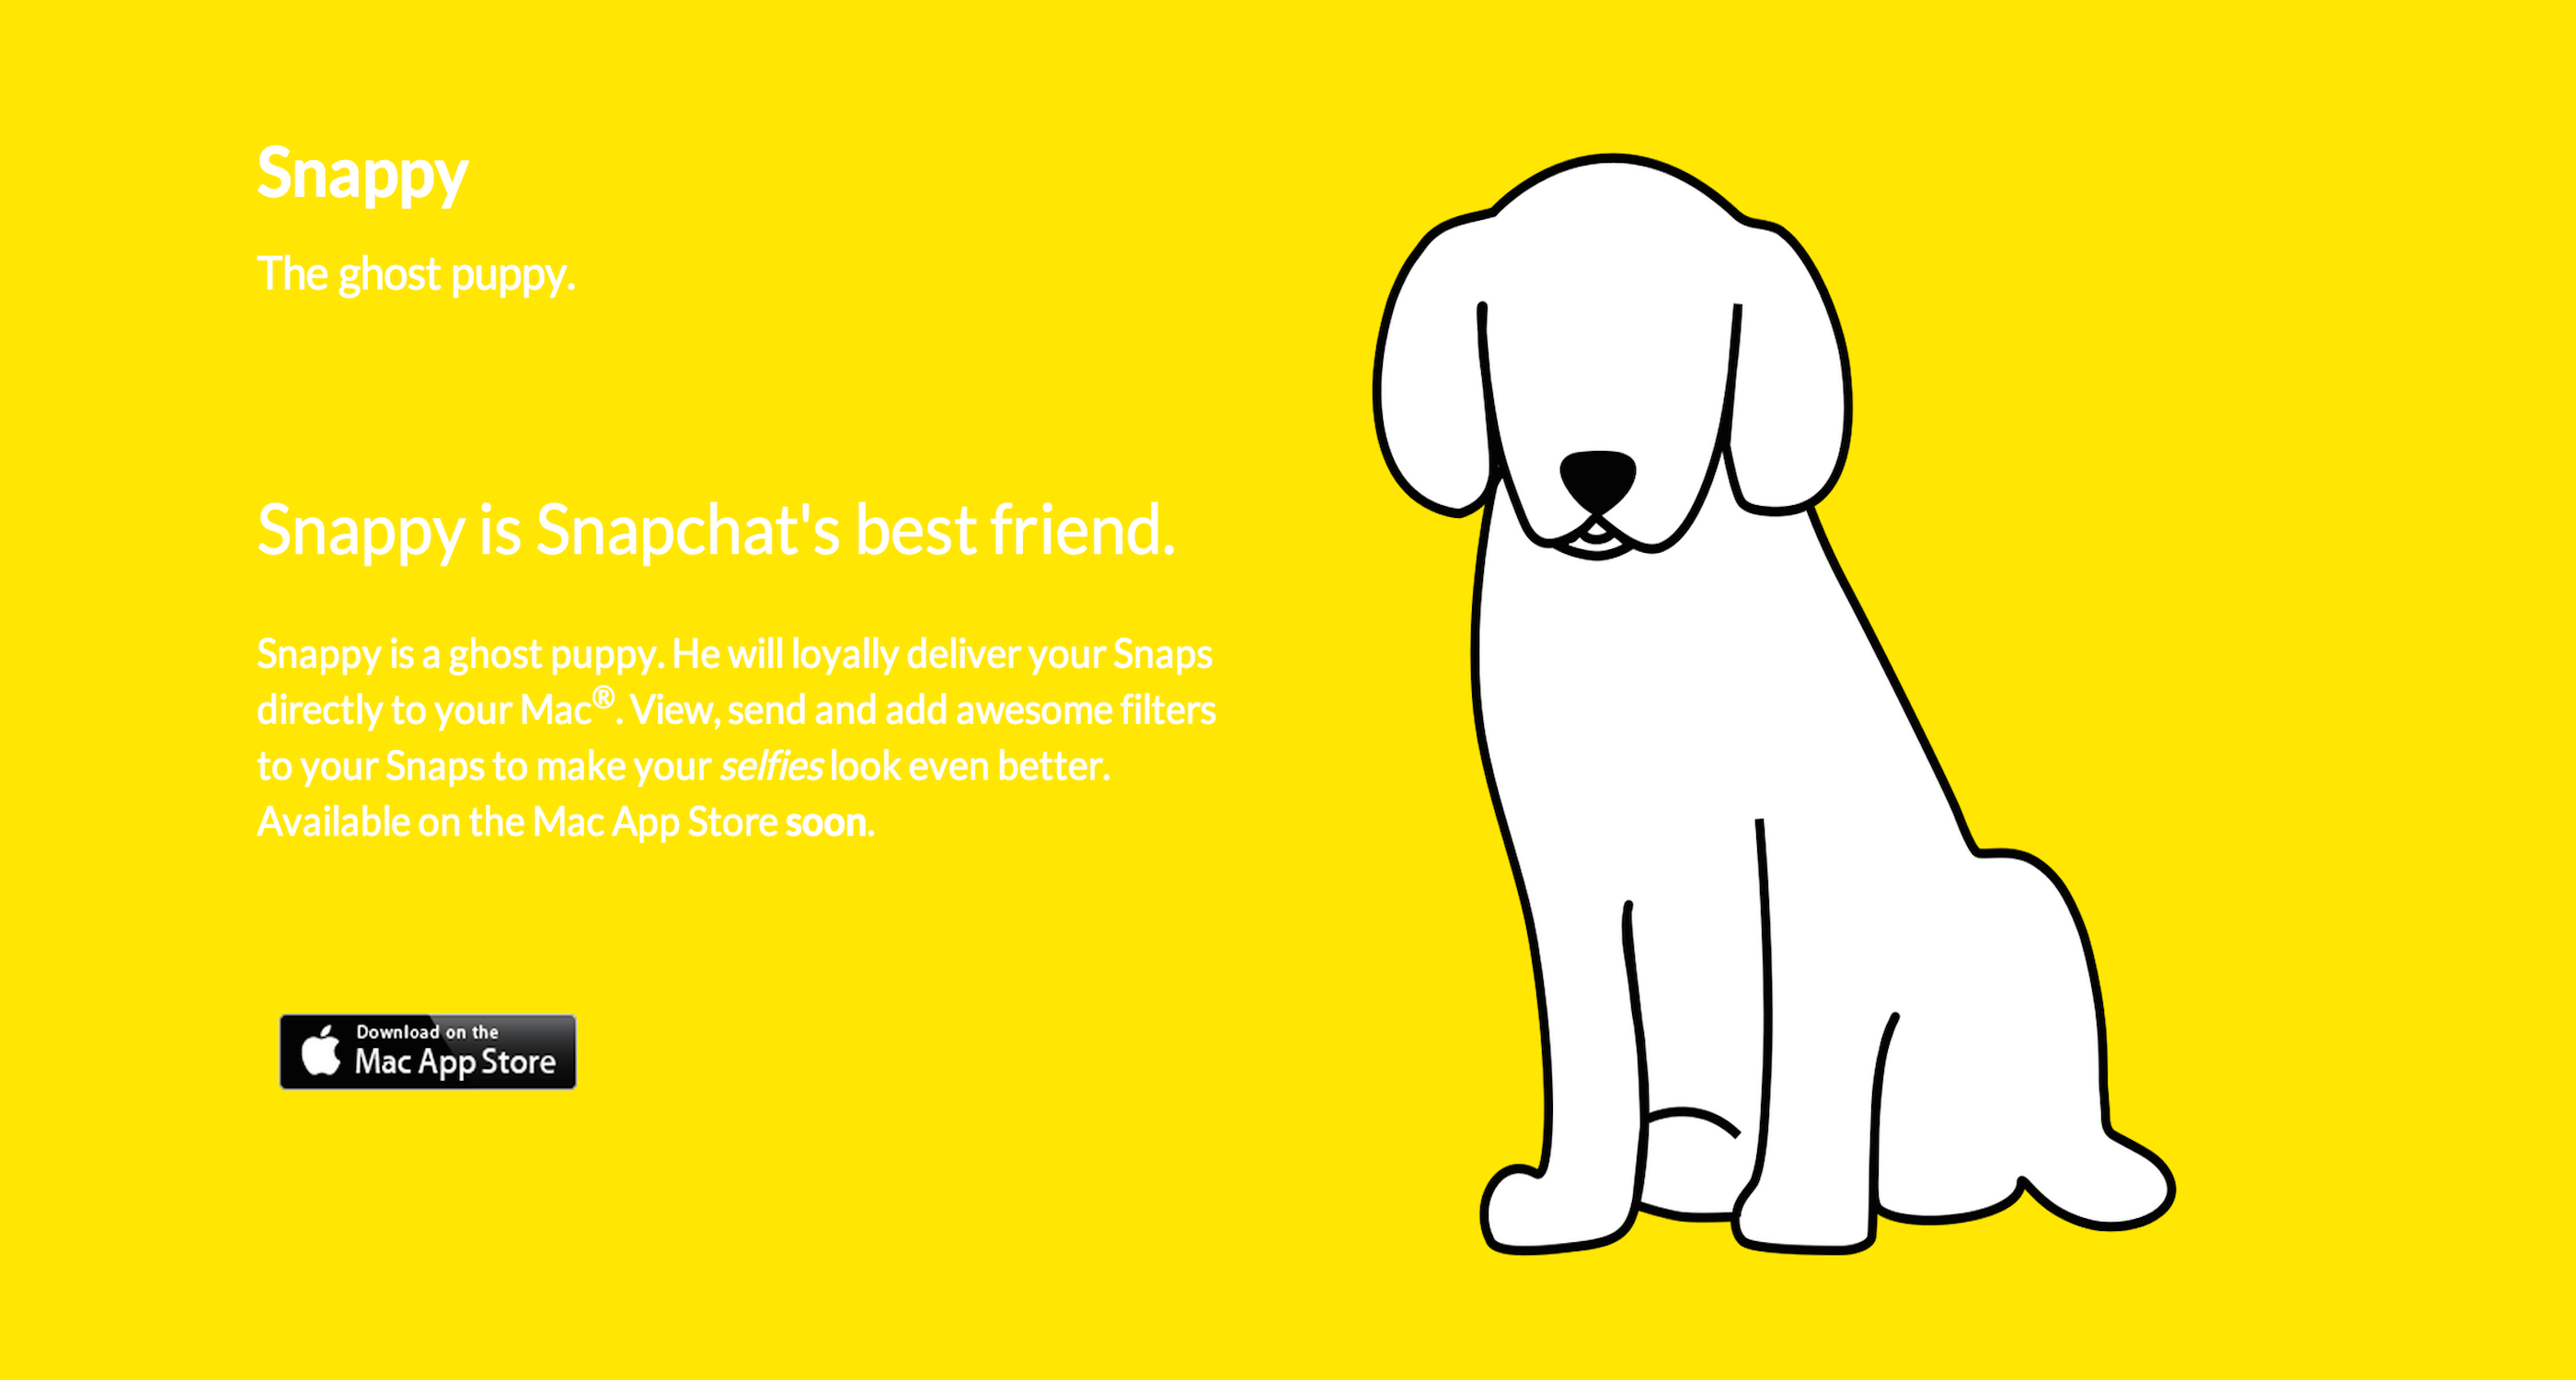 Snappy
The ghost puppy.
Snappy is Snapchat's best friend.
Snappy is a ghost puppy. He will loyally deliver your Snaps
directly to your Mac®. View, send and add awesome filters
to your Snaps to make your selfies look even better.
Available on the Mac App Store soon.
Download on the
Mac App Store